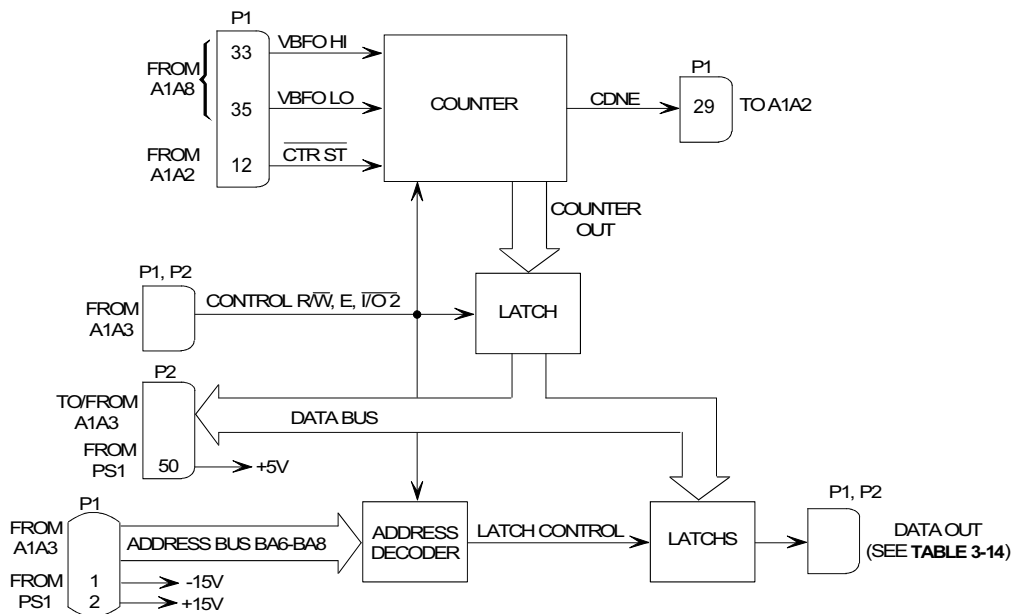 P1
FROM
A1A8
33
VBFO HI
35
VBFO LO
FROM
A1A2
12
CTR ST
COUNTER
CDNE
P1
29
TO A1A2
COUNTER
OUT
P1, P2
FROM
A1A3
CONTROL R/W, E, I/O 2
LATCH
P2
TO/FROM
A1A3
DATA BUS
FROM
PS1
50
+5V
P1
FROM
A1A3
ADDRESS BUS BA6-BA8
ADDRESS
DECODER
LATCH CONTROL
LATCHS
P1, P2
DATA OUT
(SEE TABLE 3-14)
FROM
PS1
1
-15V
2
+15V